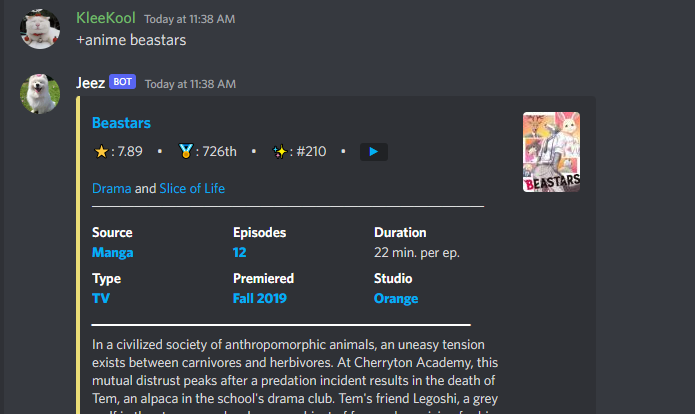 KleeKool Today at 11:38 AM
+anime beastars
Jeez BOT Today at 11:38 AM
Beastars
⭐: 7.89 • 🏅: 726th • ✨: #210 • ▶
BEASTARS
Drama and Slice of Life
Source Episodes Duration
Manga 12 22 min. per ep.
Type Premiered Studio
TV Fall 2019 Orange
In a civilized society of anthropomorphic animals, an uneasy tension
exists between carnivores and herbivores. At Cherryton Academy, this
mutual distrust peaks after a predation incident results in the death of
Tem, an alpaca in the school's drama club. Tem's friend Legoshi, a grey